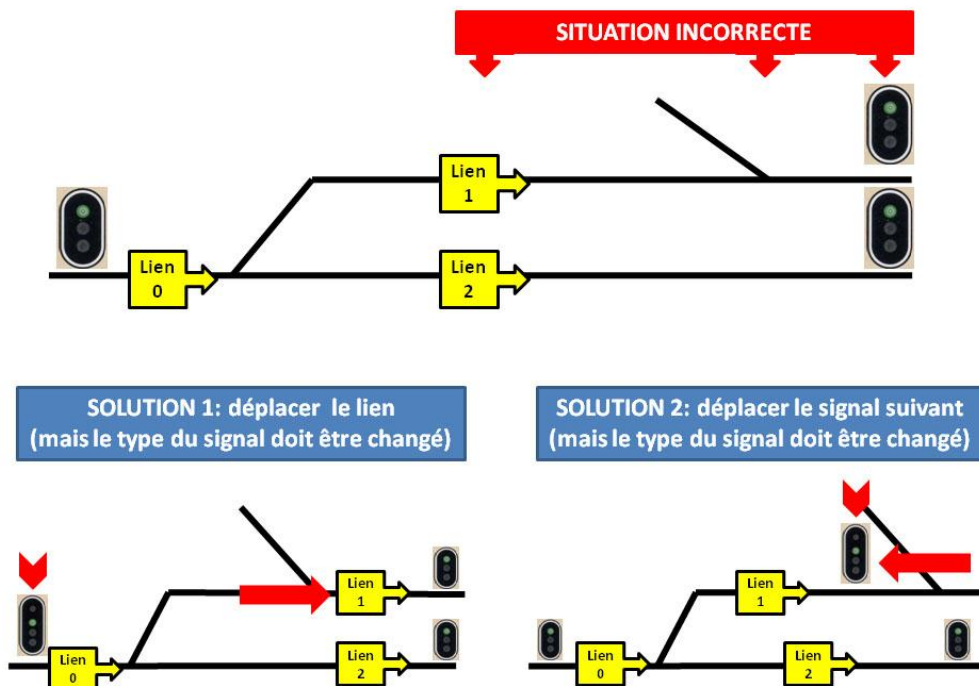 SITUATION INCORRECTE
Lien
1
Lien
0
Lien
2
SOLUTION 1: déplacer le lien
(mais le type du signal doit être changé)
SOLUTION 2: déplacer le signal suivant
(mais le type du signal doit être changé)
Lien
1
Lien
0
Lien
2
Lien
1
Lien
0
Lien
2